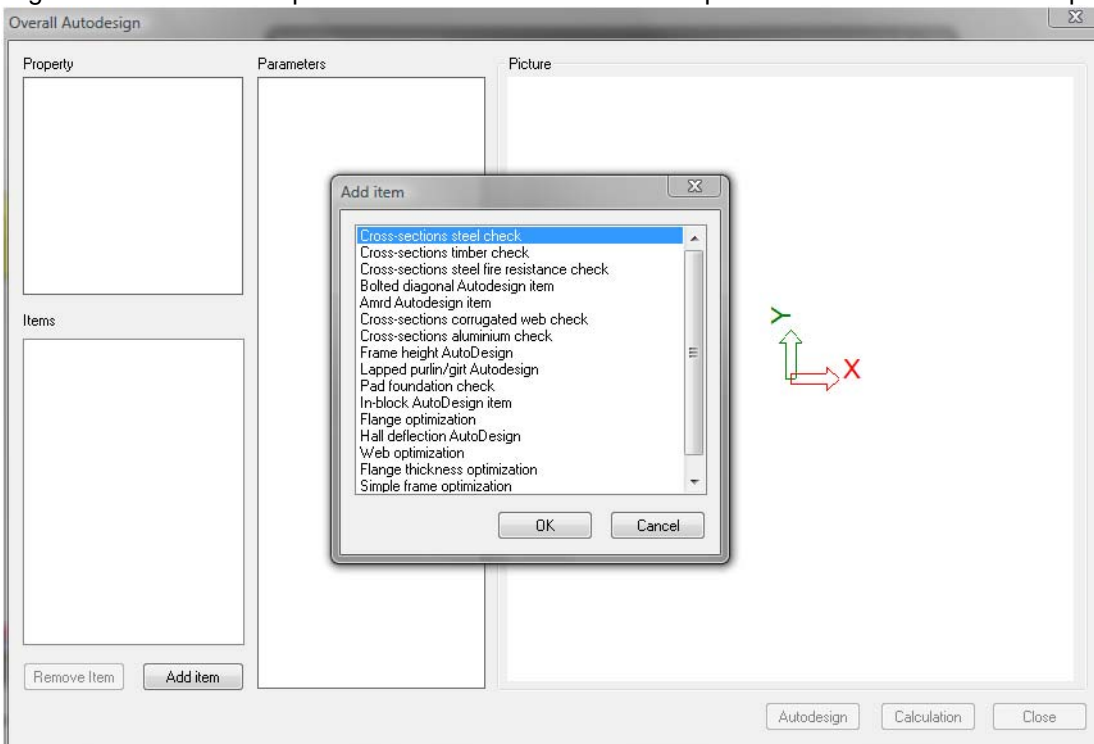 Overall Autodesign
Property
Parameters
Picture
Add item
Cross-sections steel check
Cross-sections timber check
Cross-sections steel fire resistance check
Bolted diagonal Autodesign item
Amrd Autodesign item
Cross-sections corrugated web check
Cross-sections aluminium check
Frame height AutoDesign
Lapped purlin/girt Autodesign
Pad foundation check
In-block AutoDesign item
Flange optimization
Hall deflection AutoDesign
Web optimization
Flange thickness optimization
Simple frame optimization
OK Cancel
Items
Y
X
Remove Item Add item
Autodesign Calculation Close